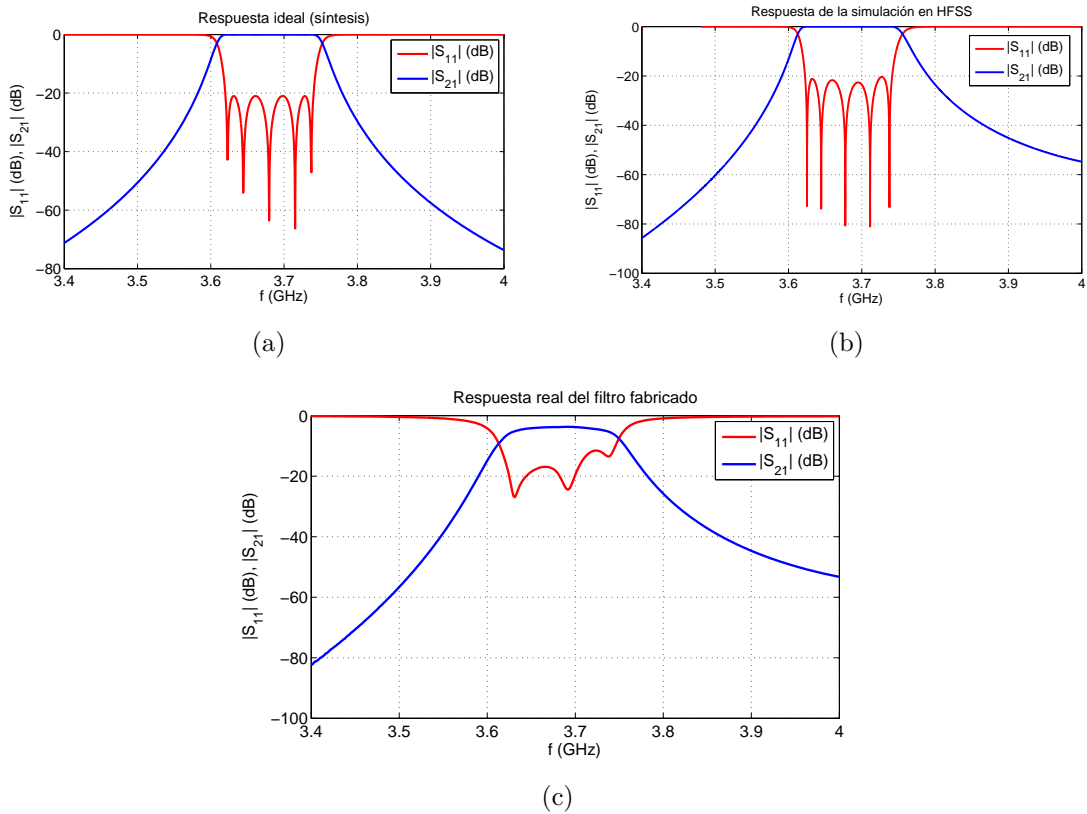 Respuesta ideal (síntesis)
|S11| (dB)
|S21| (dB)
|S11| (dB), |S21| (dB)
0
−20
−40
−60
−80
3.4 3.5 3.6 3.7 3.8 3.9 4
f (GHz)
(a)
Respuesta de la simulación en HFSS
|S11| (dB)
|S21| (dB)
|S11| (dB), |S21| (dB)
0
−20
−40
−60
−80
−100
3.4 3.5 3.6 3.7 3.8 3.9 4
f (GHz)
(b)
Respuesta real del filtro fabricado
|S11| (dB)
|S21| (dB)
|S11| (dB), |S21| (dB)
0
−20
−40
−60
−80
−100
3.4 3.5 3.6 3.7 3.8 3.9 4
f (GHz)
(c)